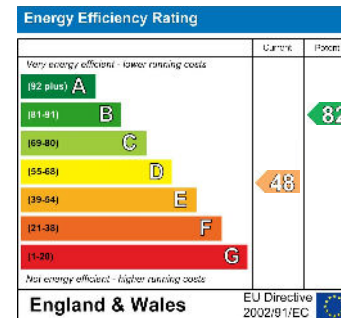 Energy Efficiency Rating
Current Potent
Very energy efficient - lower running costs
(92 plus) A
(81-91) B
82
(69-80) C
(55-68) D
48
(39-54) E
(21-38) F
(1-20) G
Not energy efficient - higher running costs
England & Wales
EU Directive
2002/91/EC